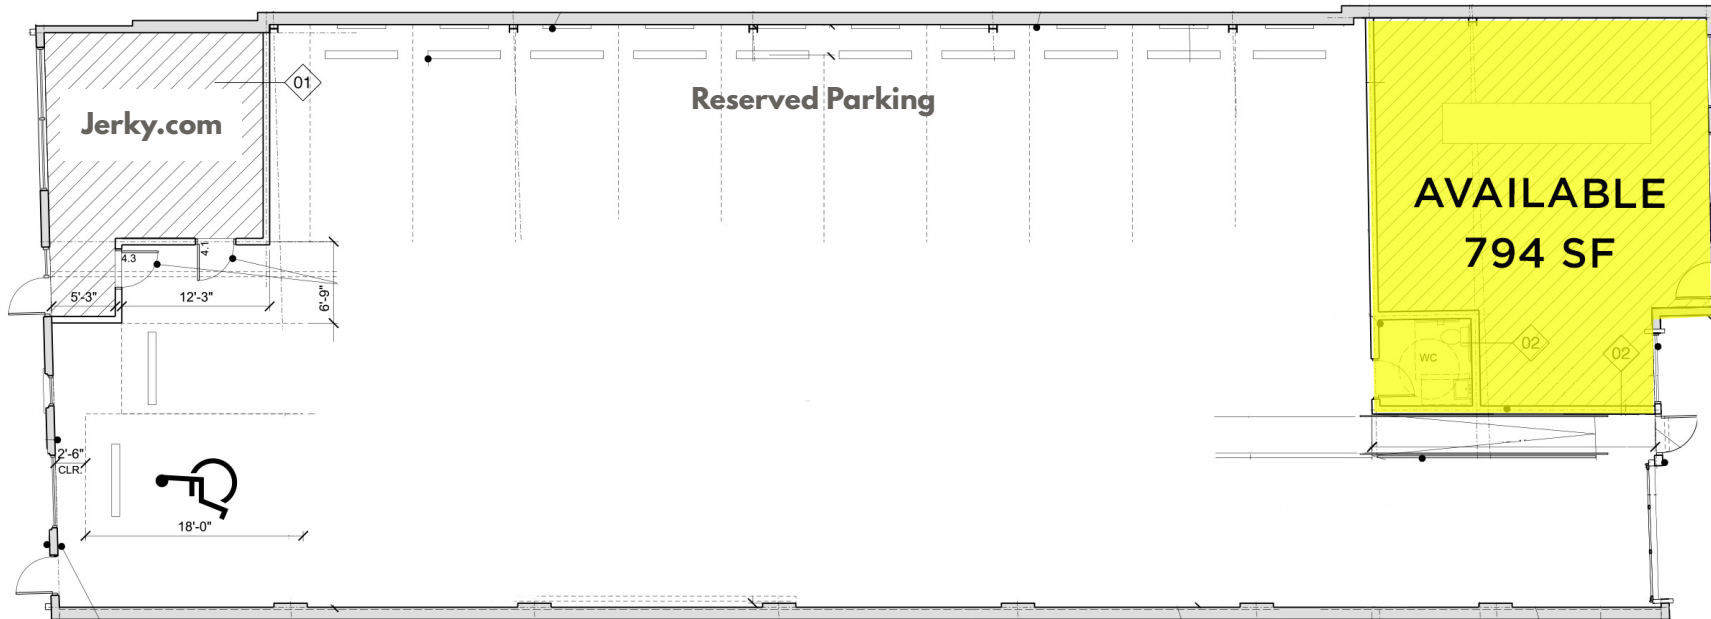 01
Reserved Parking
Jerky.com
AVAILABLE
794 SF
4.1
4.3
5'-3"
12'-3"
6'-9"
02
02
WC
2'-6"
CLR.
18'-0"